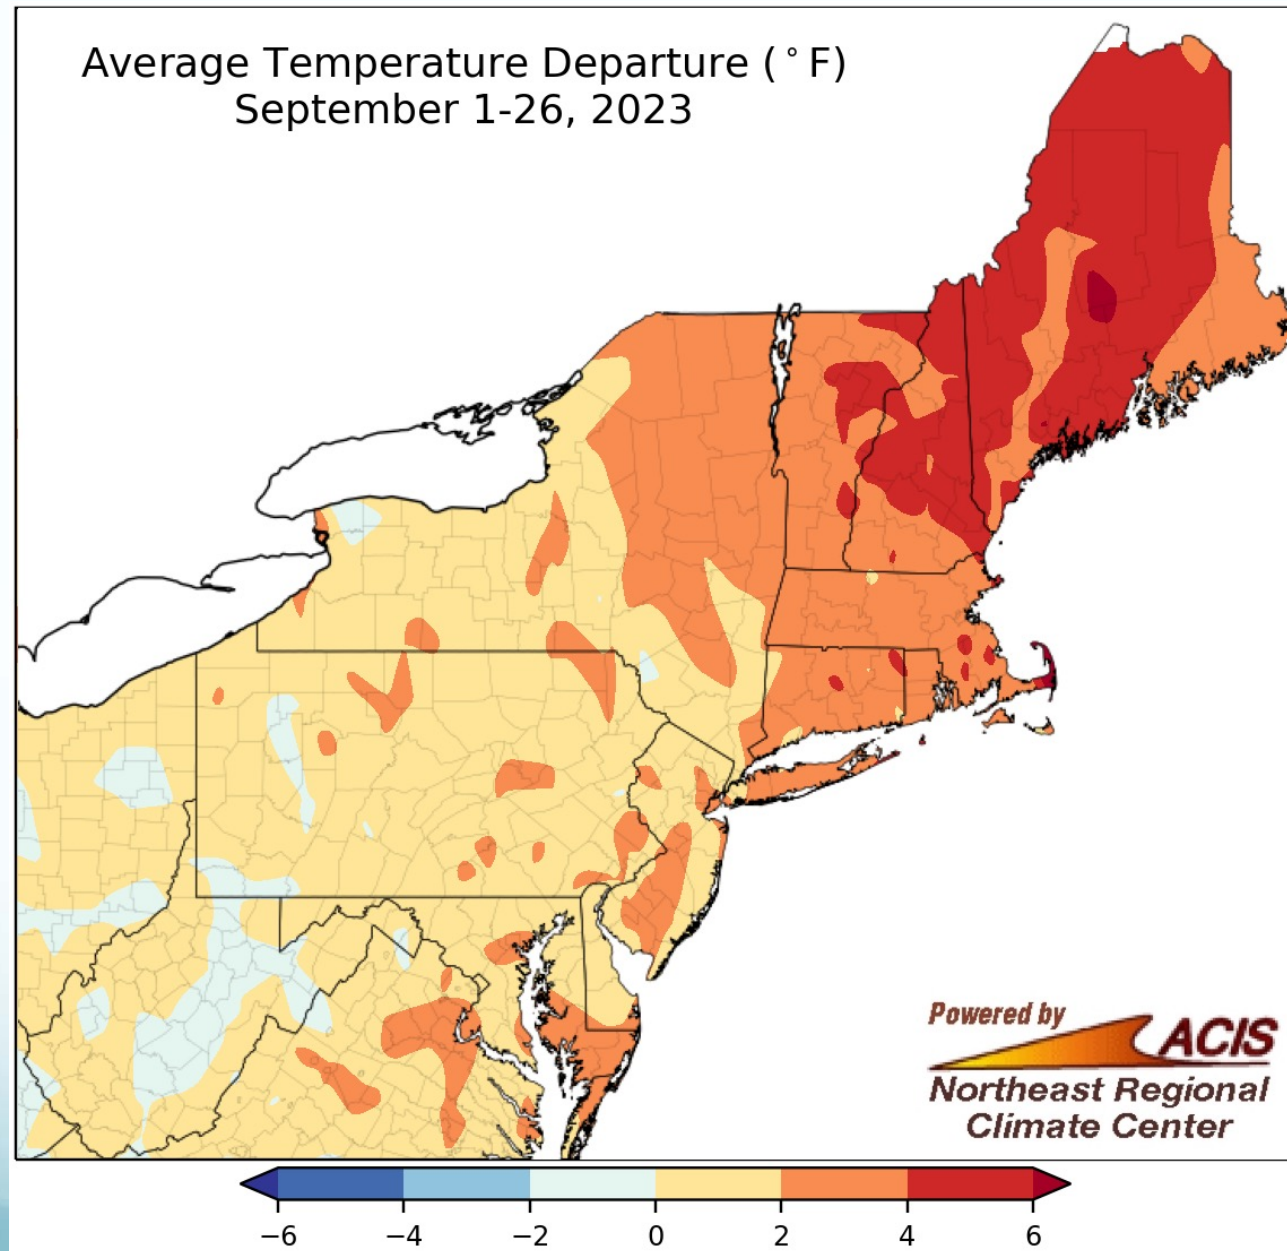 Average Temperature Departure (°F)
September 1-26, 2023
Powered by
ACIS
Northeast Regional
Climate Center
−6 −4 −2 0 2 4 6